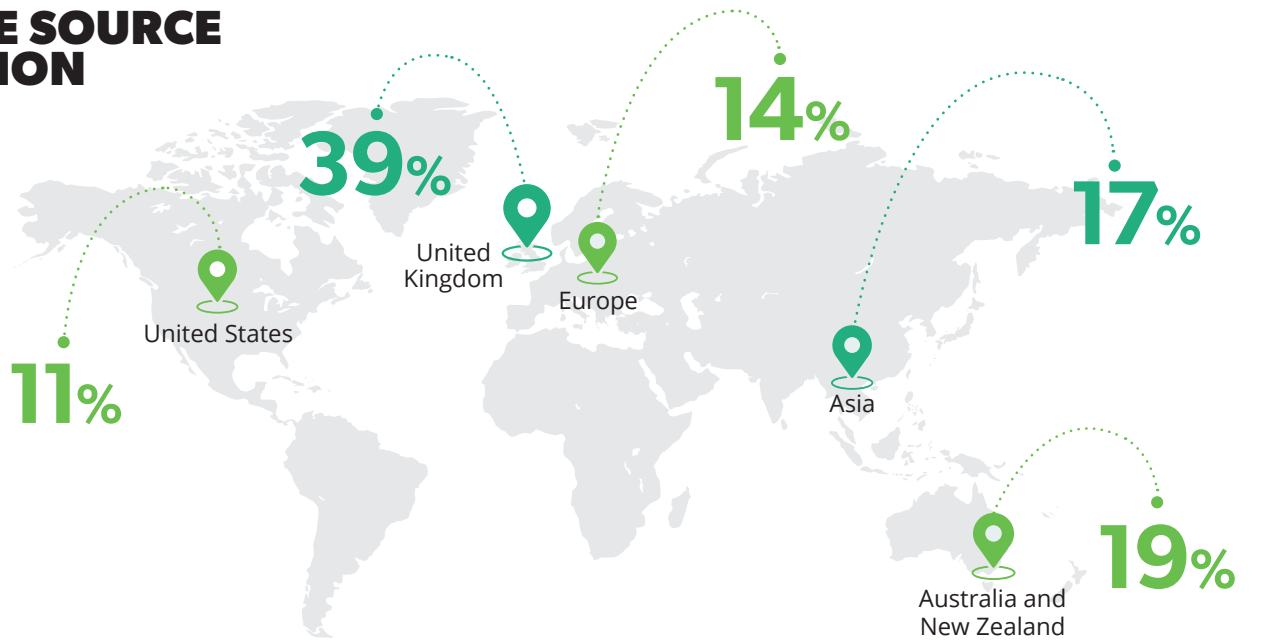 E SOURCE
ION
14%
39%
17%
United
Kingdom
Europe
United States
11%
Asia
19%
Australia and
New Zealand